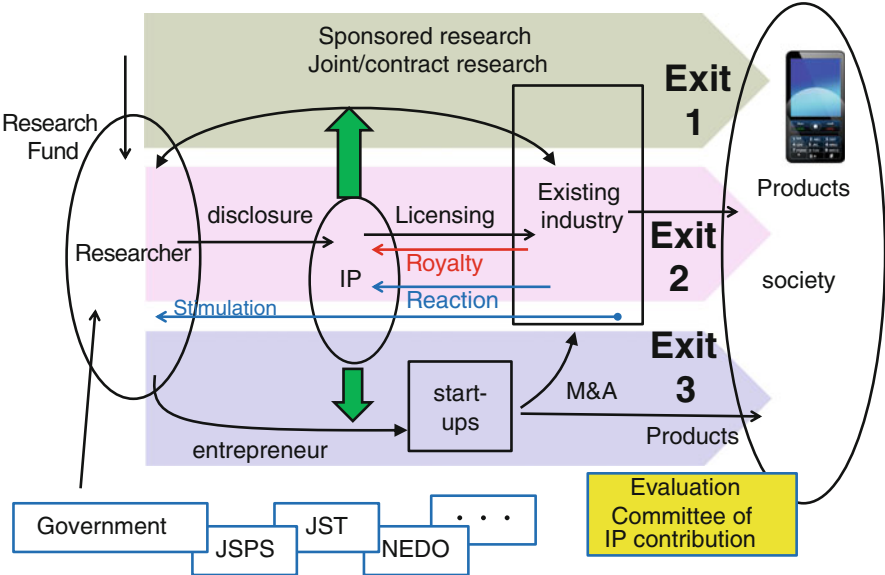 Sponsored research
Joint/contract research
Exit
1
Research
Fund
Products
disclosure
Licensing
Existing
industry
Researcher
IP
Royalty
Exit
2
Reaction
Stimulation
society
Exit
3
start-
ups
M&A
Products
entrepreneur
Government
JSPS
JST
NEDO
· · ·
Evaluation
Committee of
IP contribution